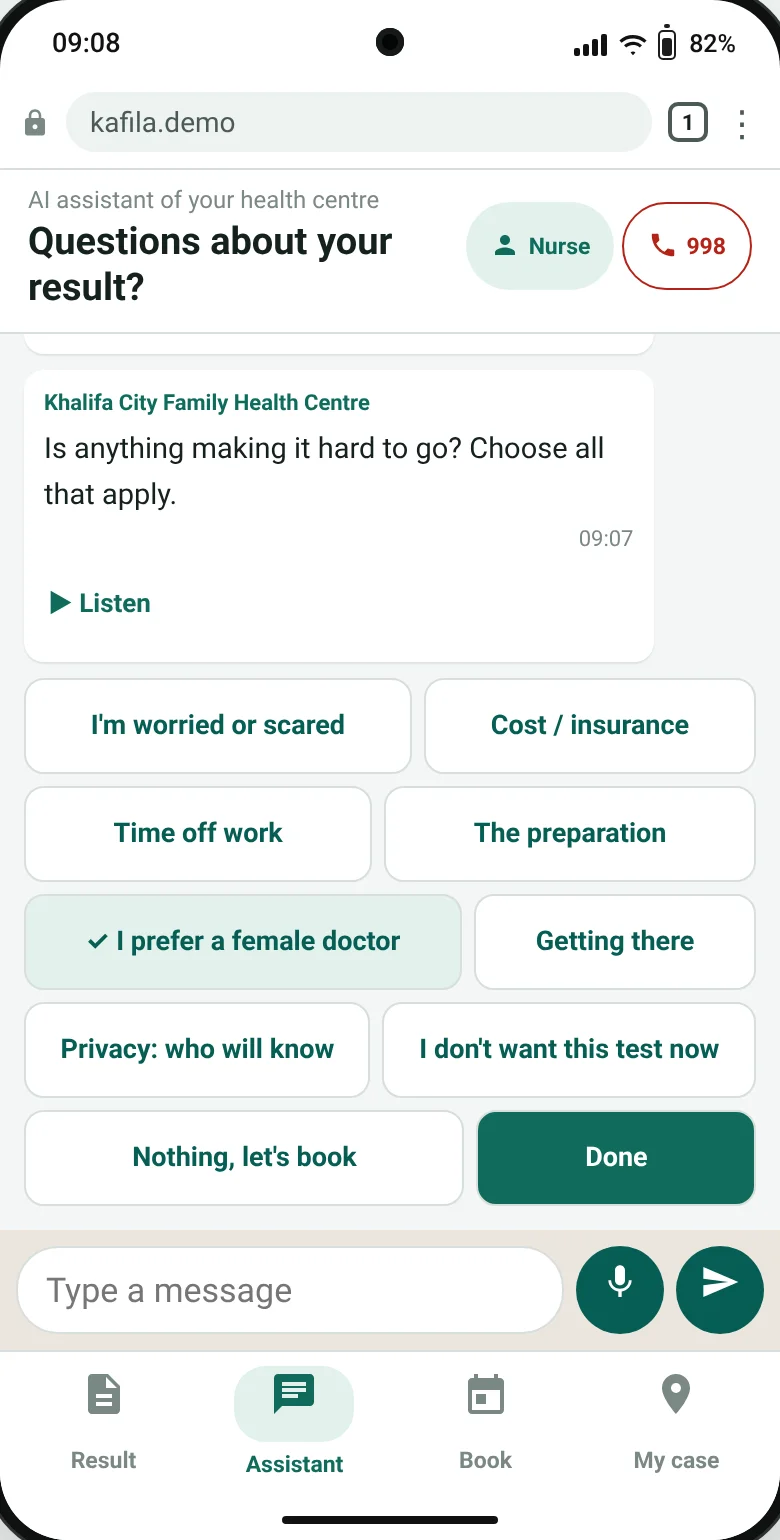 09:08
82%
kafila.demo
1
AI assistant of your health centre
Questions about your
result?
Nurse
998
Khalifa City Family Health Centre
Is anything making it hard to go? Choose all
that apply.
09:07
Listen
I'm worried or scared
Cost / insurance
Time off work
The preparation
✓ I prefer a female doctor
Getting there
Privacy: who will know
I don't want this test now
Nothing, let's book
Done
Type a message
Result
Assistant
Book
My case